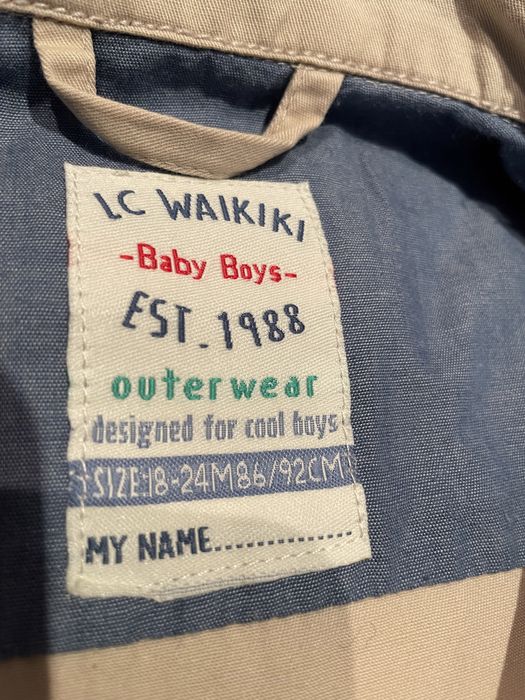 LC WAIKIKI
-Baby Boys-
EST. 1988
outerwear
designed for cool boys
SIZE:18-24M86/92CM
MY NAME...............